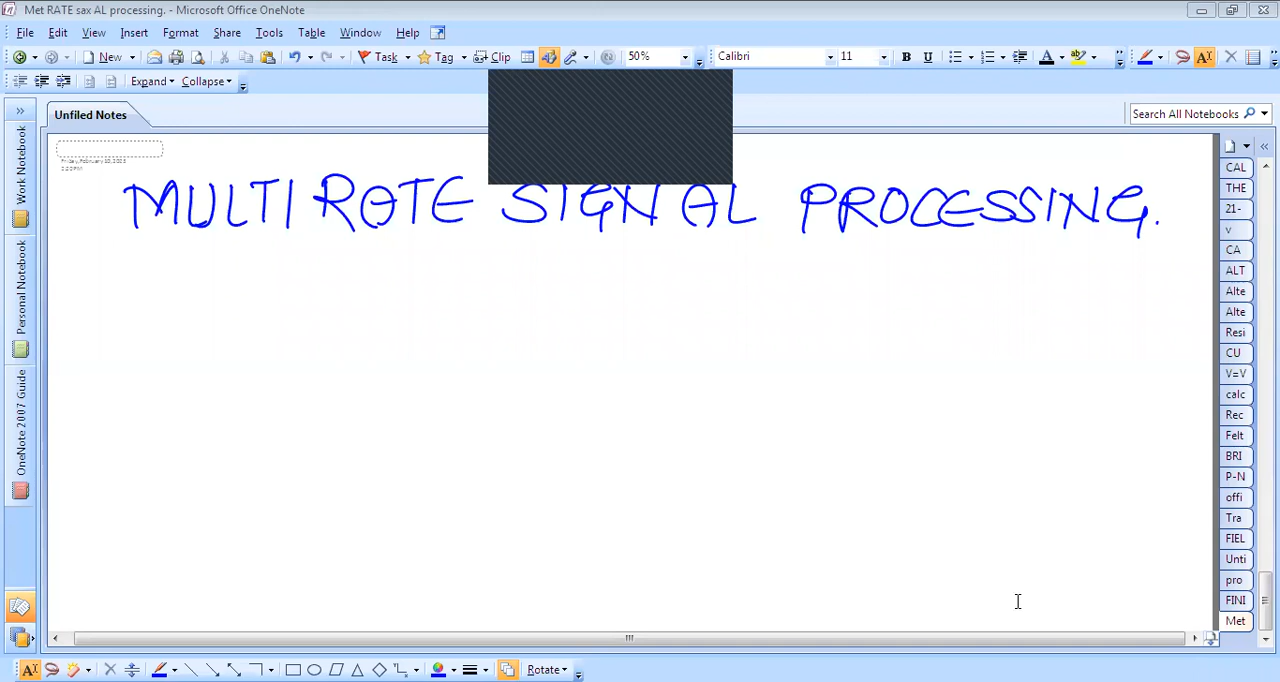 Met RATE sax AL processing. - Microsoft Office OneNote
File Edit View Insert Format Share Tools Table Window Help
New Task Tag Clip 50% Calibri 11 B U A
Expand Collapse
Unfiled Notes
Search All Notebooks
Work Notebook
Personal Notebook
OneNote 2007 Guide
MULTIRATE SIGNAL PROCESSING.
CAL
THE
21-
v
CA
ALT
Alte
Alte
Resi
CU
V=V
calc
Rec
Felt
BRI
P-N
offi
Tra
FIEL
Unti
pro
FINI
Met
Rotate